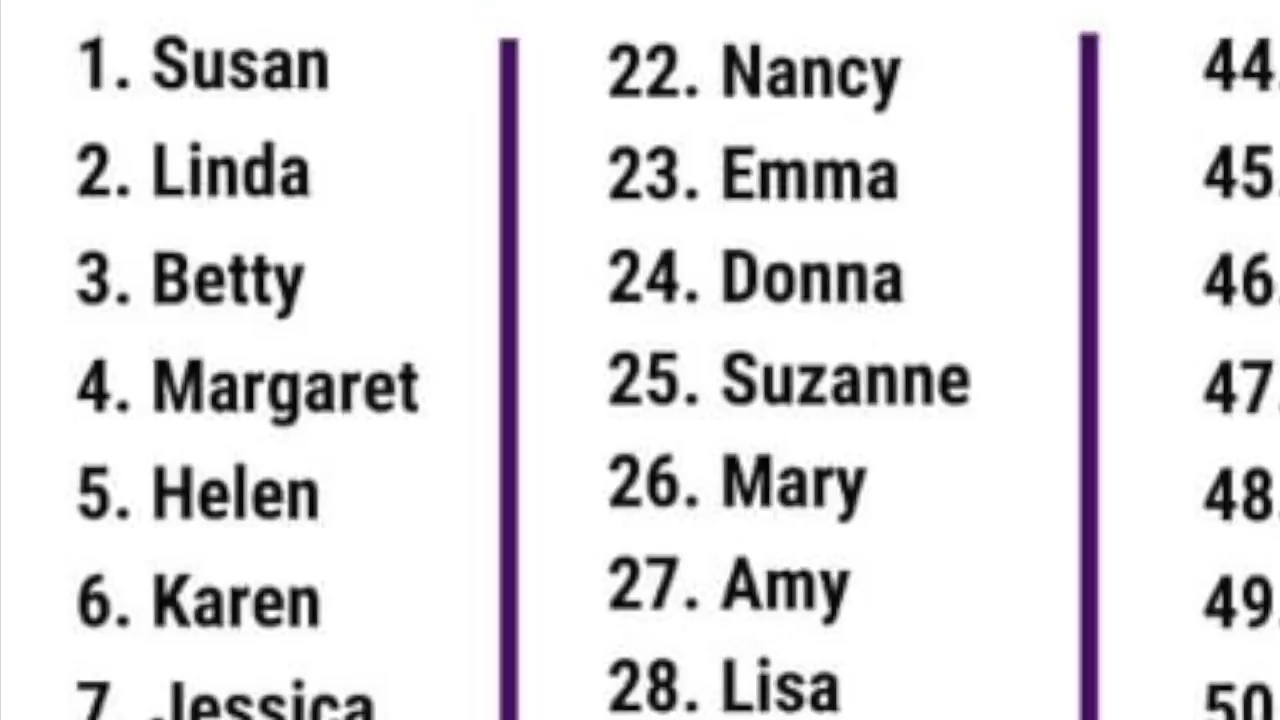 1. Susan
2. Linda
3. Betty
4. Margaret
5. Helen
6. Karen
7. Jessica
22. Nancy
23. Emma
24. Donna
25. Suzanne
26. Mary
27. Amy
28. Lisa
44.
45.
46.
47.
48.
49.
50